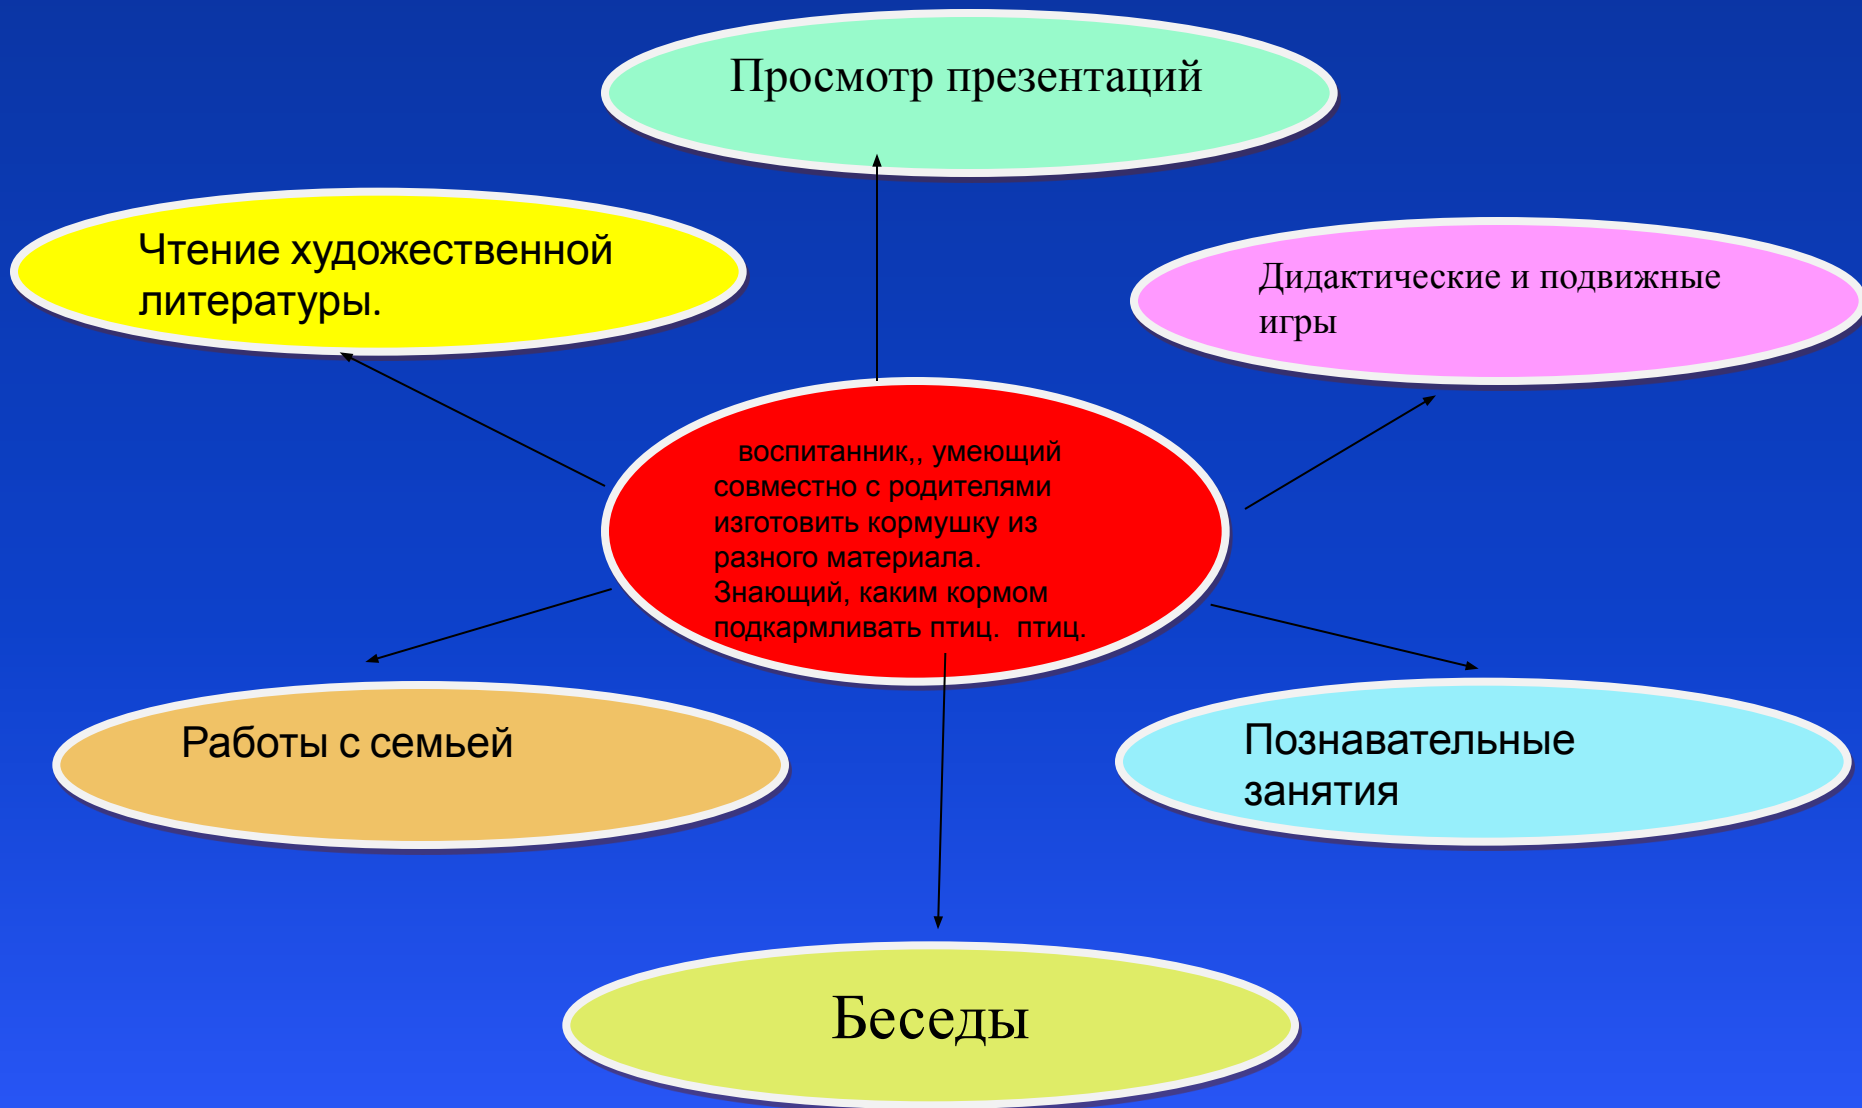 Просмотр презентаций
Чтение художественной
литературы.
Дидактические и подвижные
игры
воспитанник,, умеющий
совместно с родителями
изготовить кормушку из
разного материала.
Знающий, каким кормом
подкармливать птиц.  птиц.
Работы с семьей
Познавательные
занятия
Беседы